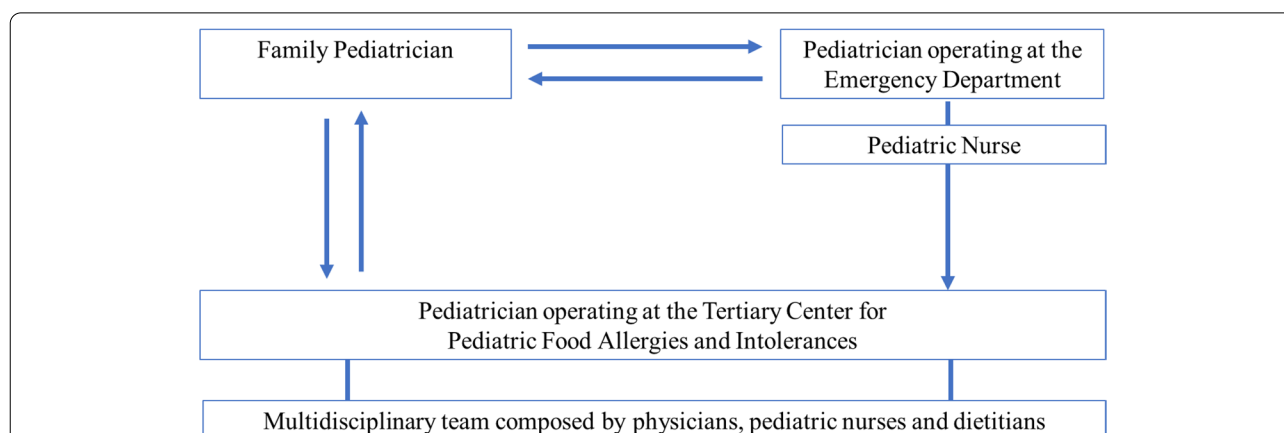 Family Pediatrician
Pediatrician operating at the
Emergency Department
Pediatric Nurse
Pediatrician operating at the Tertiary Center for
Pediatric Food Allergies and Intolerances
Multidisciplinary team composed by physicians, pediatric nurses and dietitians